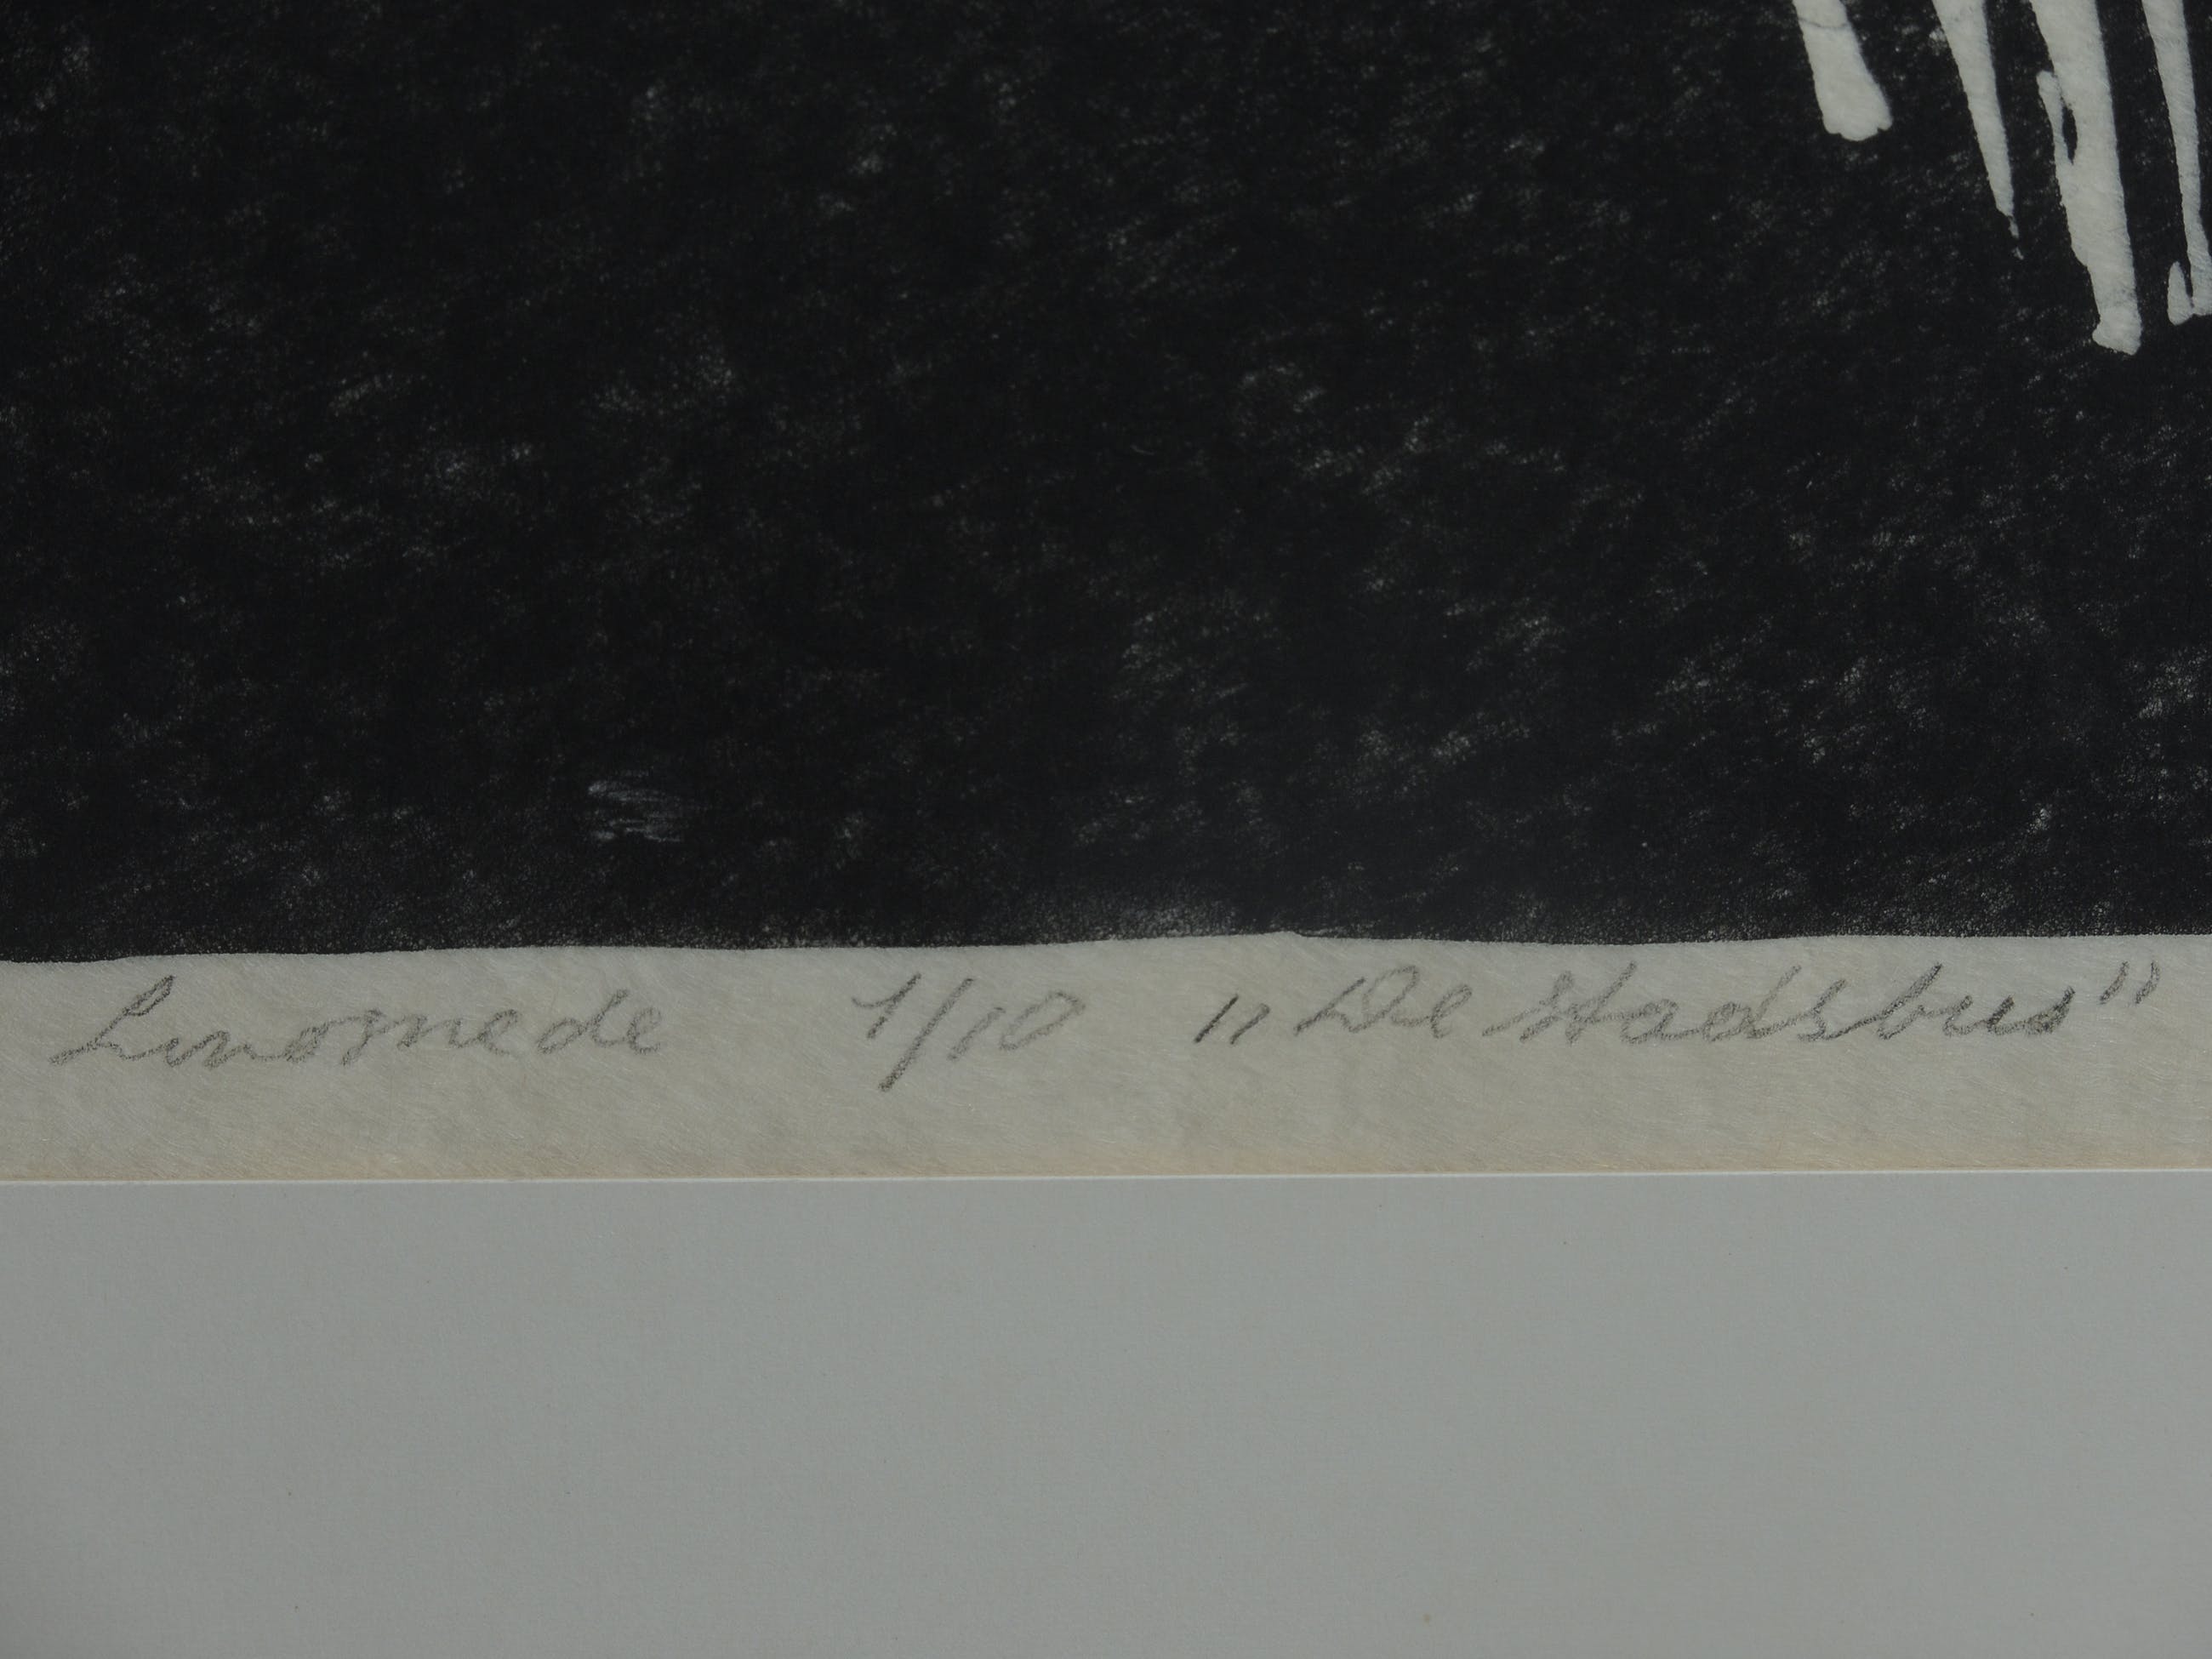 Linosnede 1/10 „De stadsbus”